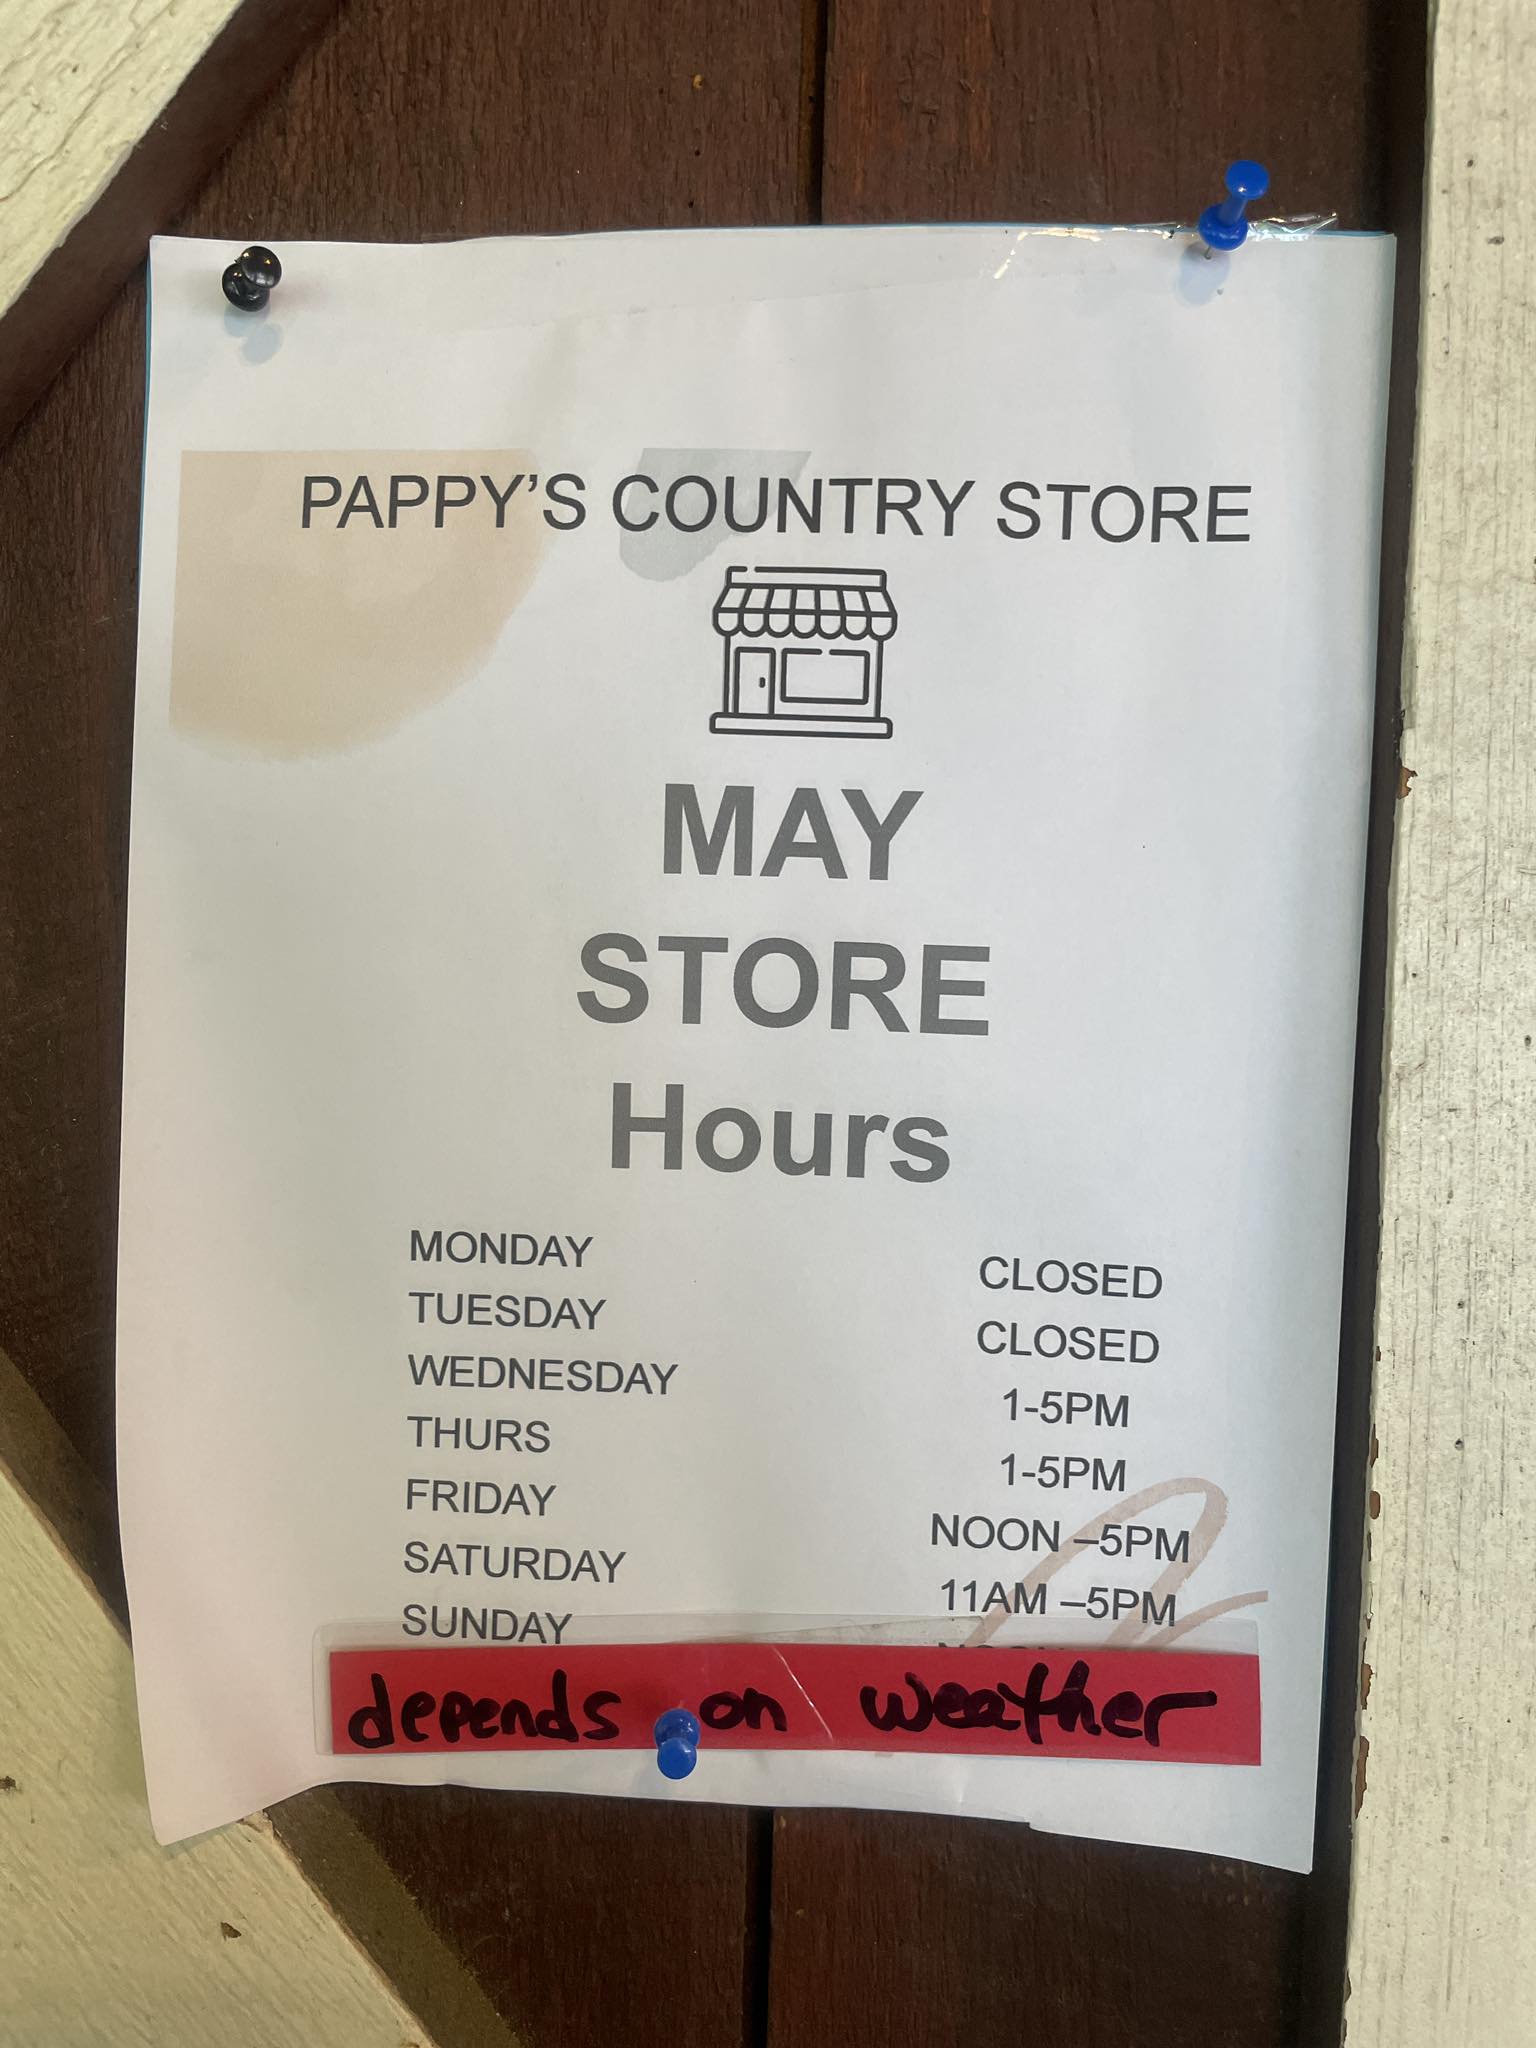 PAPPY'S COUNTRY STORE
MAY
STORE
Hours
MONDAY CLOSED
TUESDAY CLOSED
WEDNESDAY 1-5PM
THURS 1-5PM
FRIDAY NOON –5PM
SATURDAY 11AM –5PM
SUNDAY
depends on weather